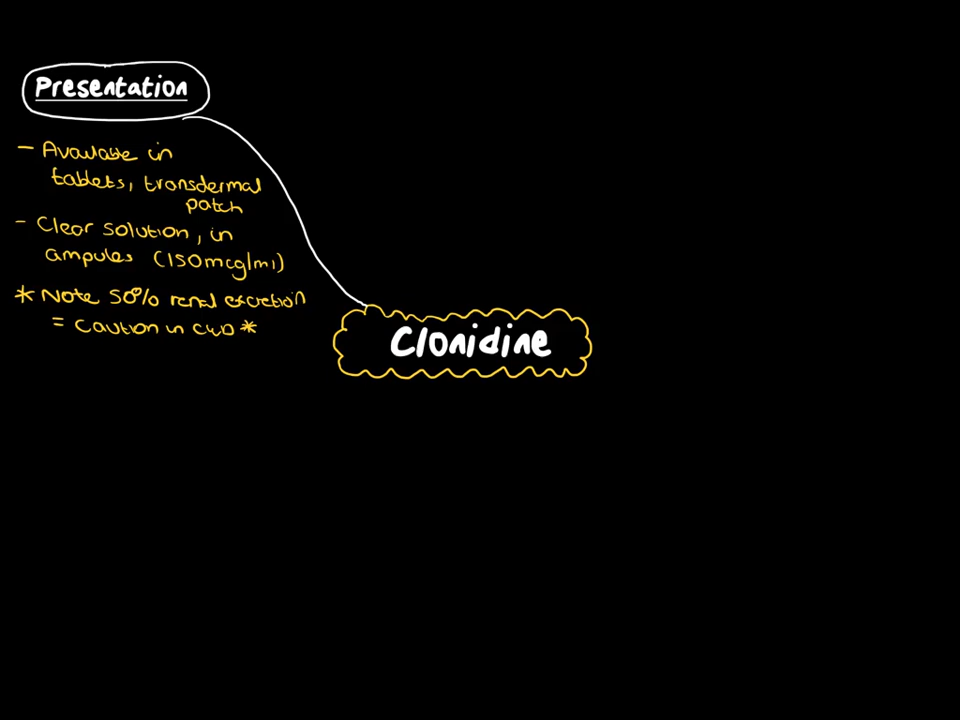 Presentation
- Available in
tablets, transdermal
patch
- Clear solution, in
ampules (150mcg/ml)
* Note 50% renal excretion
= Caution in CKD *
Clonidine